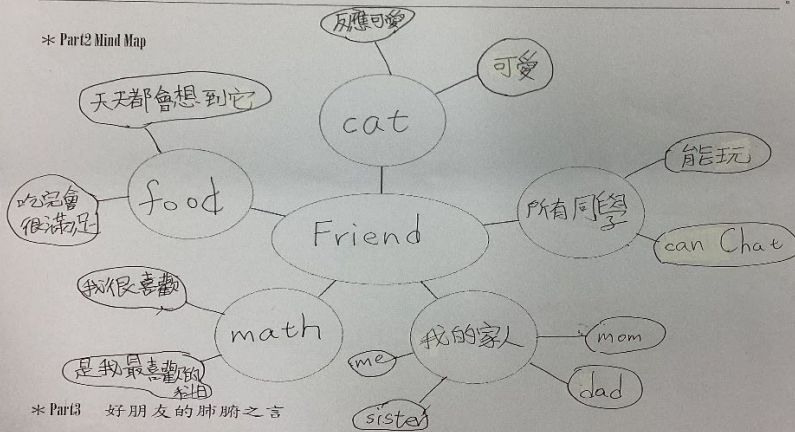 * Part2 Mind Map
反應可愛
可愛
cat
天天都會想到它
food
吃完會
很滿足
Friend
所有同學
能玩
can Chat
我很喜歡
math
是我最喜歡的
科目
我的家人
me
mom
dad
sister
* Part3 好朋友的肺腑之言